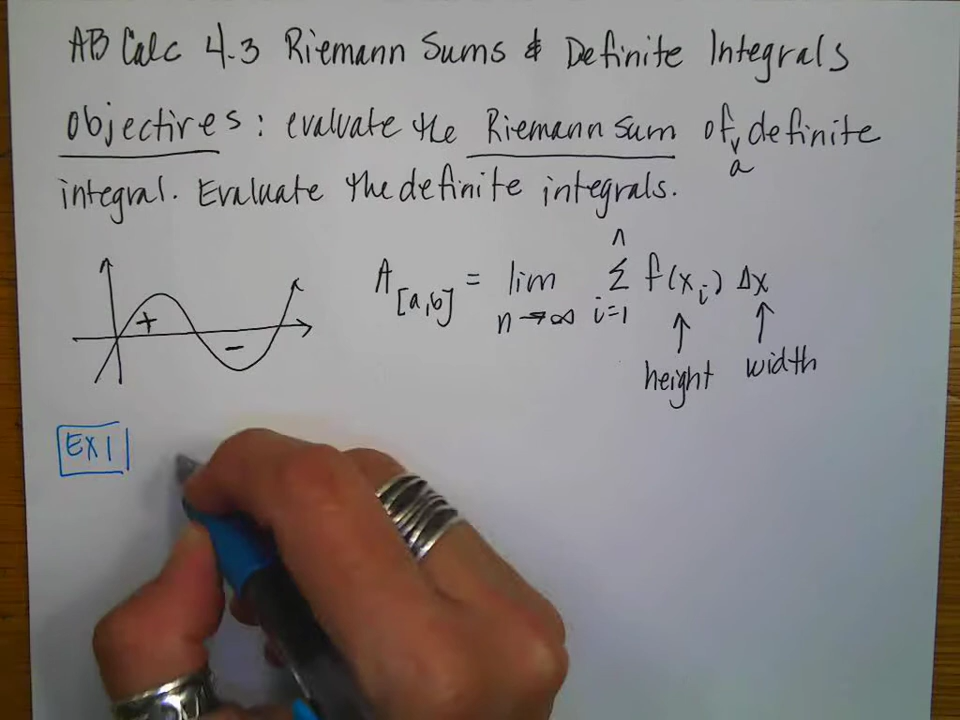 AB Calc 4.3 Riemann Sums & Definite Integrals
objectives: evaluate the Riemann sum of a definite
integral. Evaluate the definite integrals.
+ −
A[a,b] = lim n→∞ n Σ i=1 f(xi) Δx
height width
EX 1